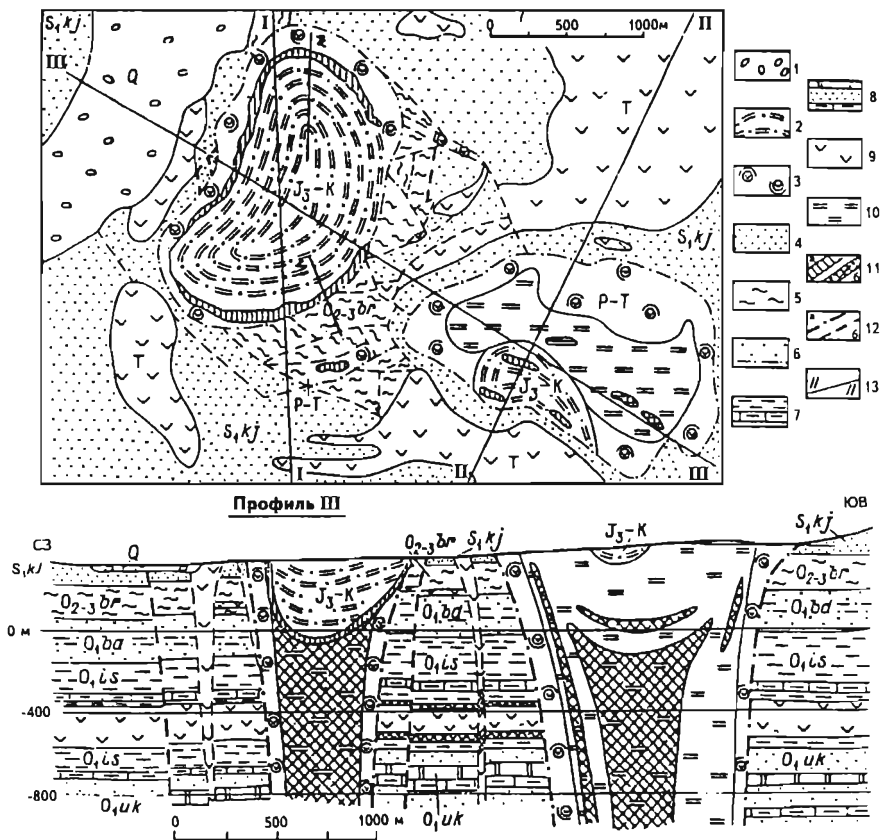 0 500 1000м
S₁kj
I
II
III
Q
T
J₃-K
S₁kj
P-T
O₂₋₃br
J₃-K
P-T
S₁kj
T
T
I
II
III
1
2
3
4
5
6
7
8
9
10
а б 11
а б 12
13
Профиль III
СЗ
ЮВ
S₁kj
Q
J₃-K
O₂₋₃br
S₁kj
J₃-K
S₁kj
O₂₋₃br
O₁ba
0 м
O₁is
-400
O₁is
-800
O₁uk
O₁ba
O₁is
O₁uk
O₂₋₃br
O₁bd
O₁is
O₁uk
0 500 1000 м